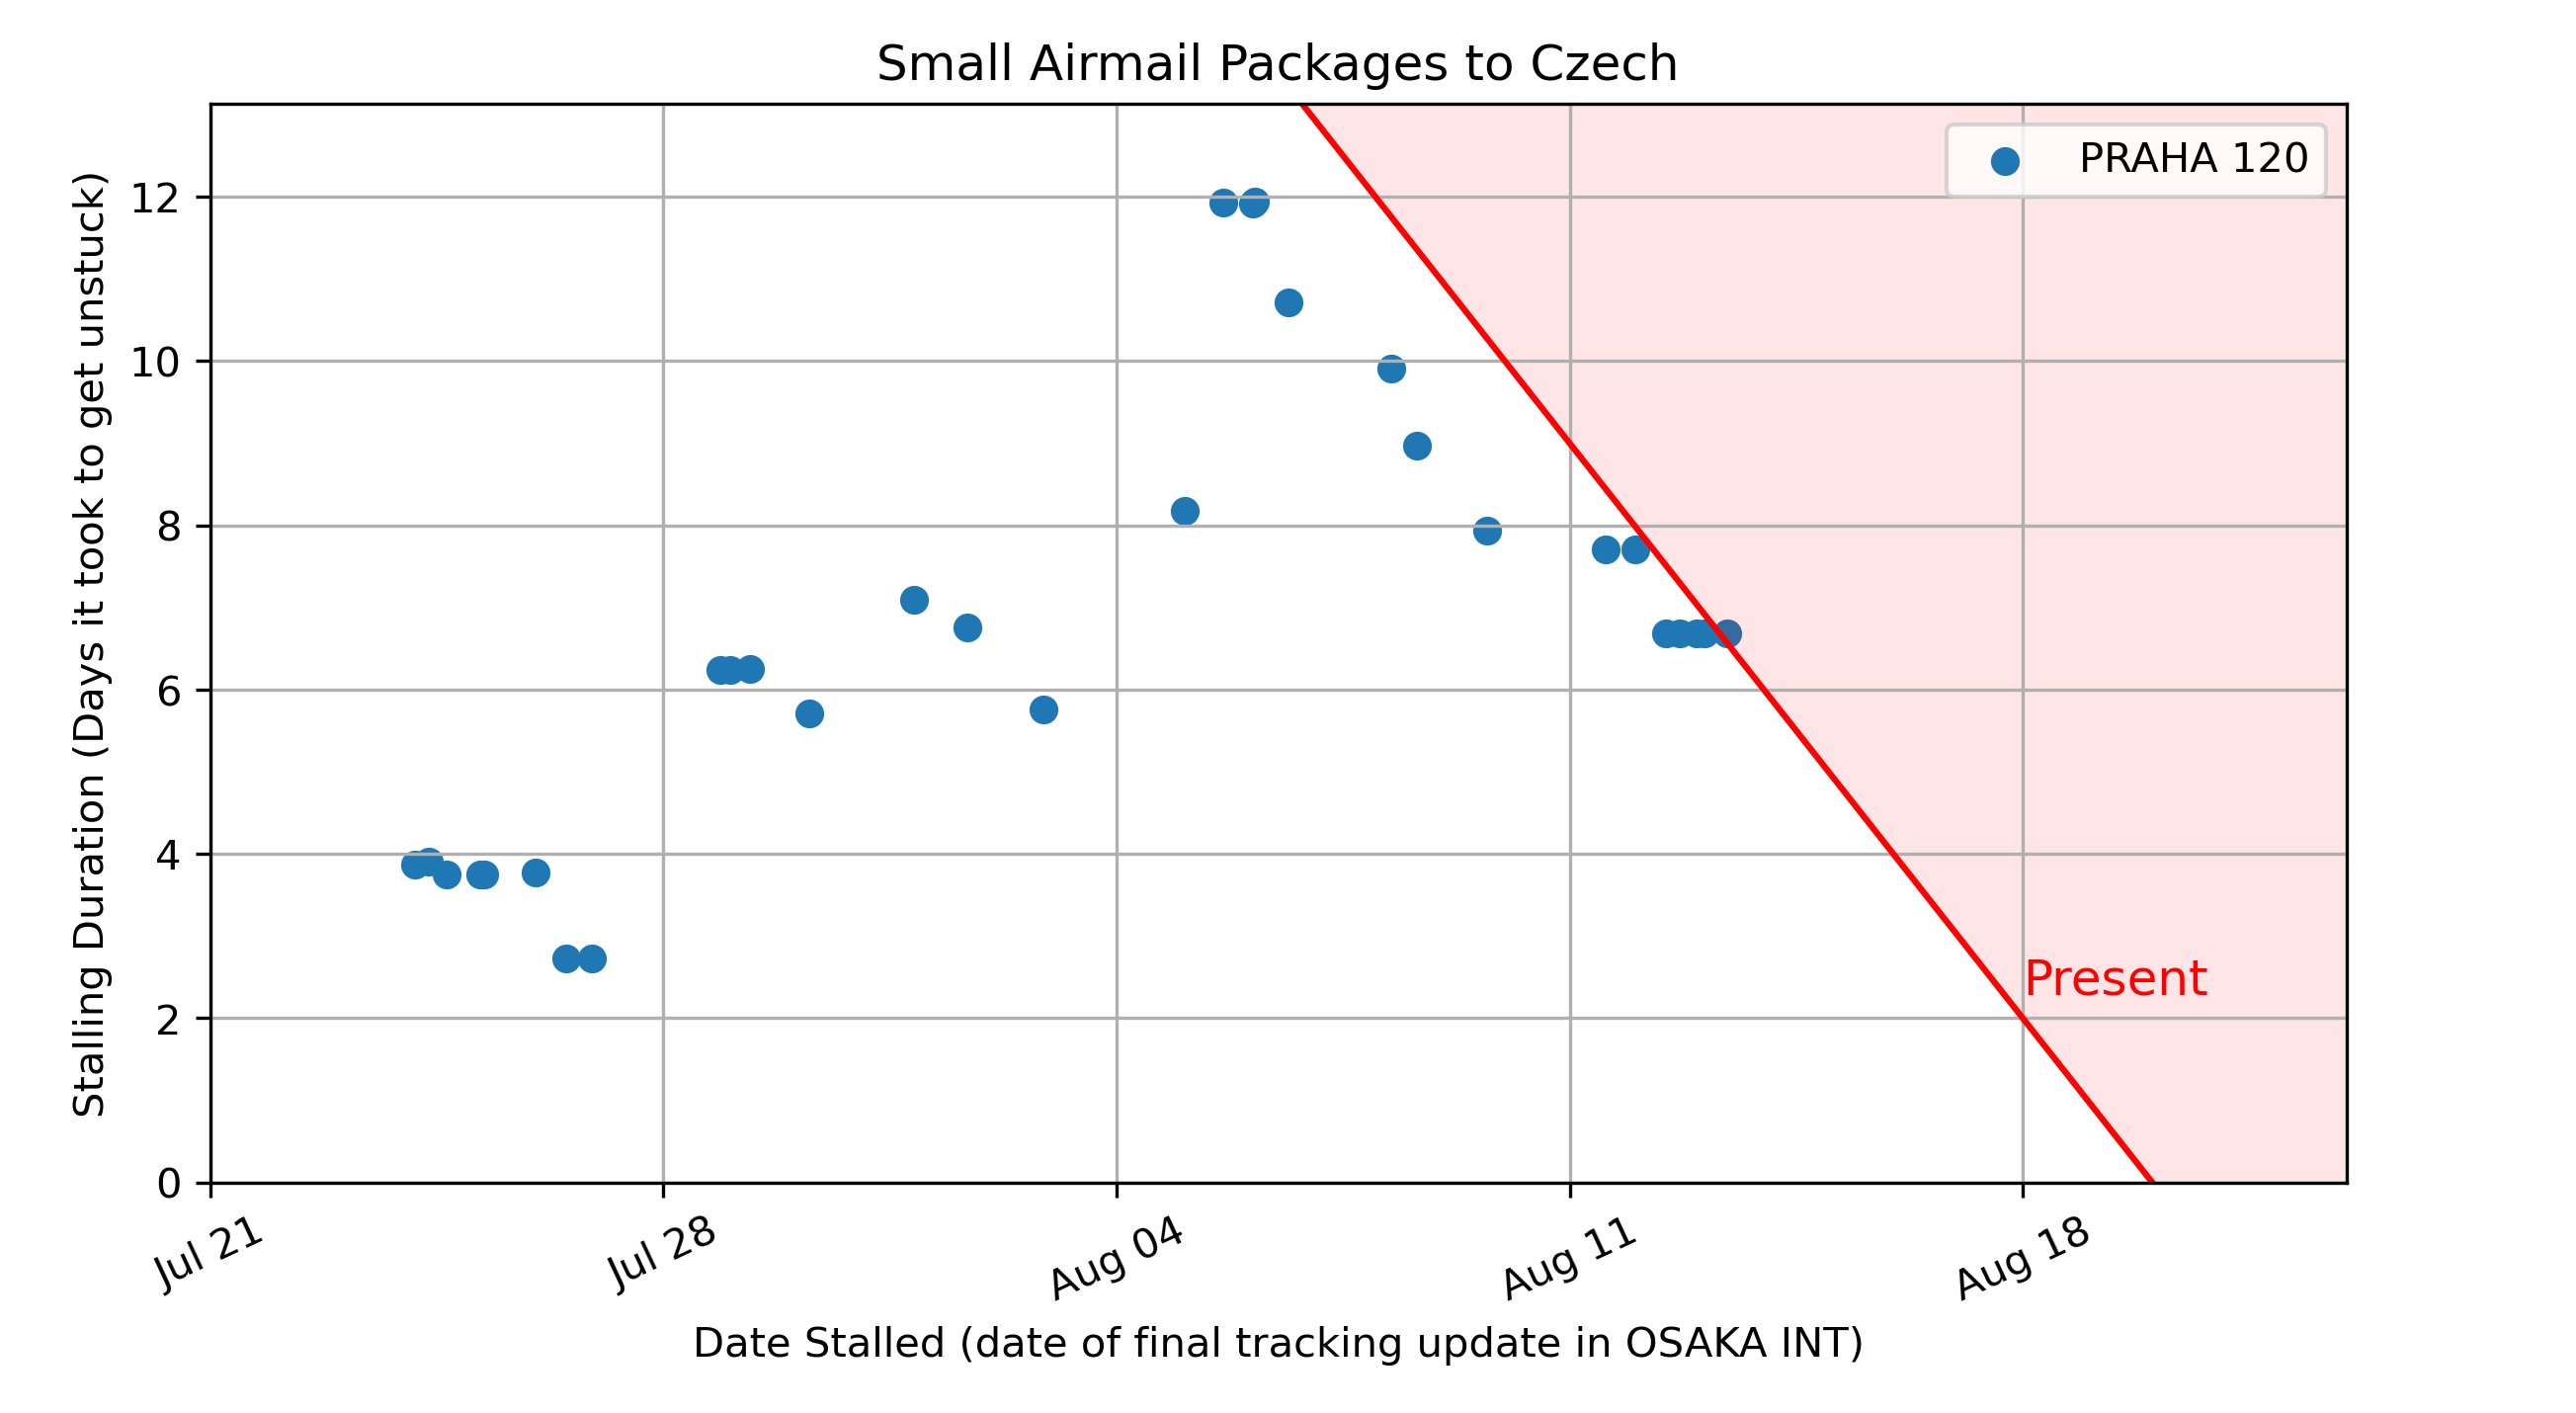 Small Airmail Packages to Czech
PRAHA 120
Stalling Duration (Days it took to get unstuck)
12
10
8
6
4
2
0
Present
Jul 21
Jul 28
Aug 04
Aug 11
Aug 18
Date Stalled (date of final tracking update in OSAKA INT)